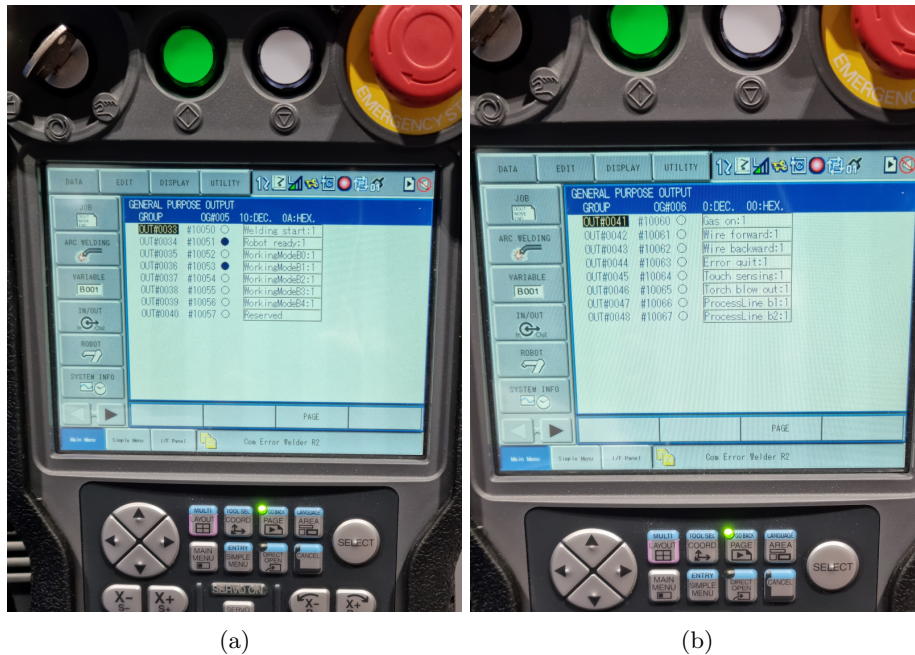 EMERGENCY ST
DATA EDIT DISPLAY UTILITY
JOB
ARC WELDING
VARIABLE
B001
IN/OUT
In Out
ROBOT
SYSTEM INFO
GENERAL PURPOSE OUTPUT
GROUP OG#005 10:DEC. 0A:HEX.
OUT#0033 #10050 Welding start:1
OUT#0034 #10051 Robot ready:1
OUT#0035 #10052 WorkingModeB0:1
OUT#0036 #10053 WorkingModeB1:1
OUT#0037 #10054 WorkingModeB2:1
OUT#0038 #10055 WorkingModeB3:1
OUT#0039 #10056 WorkingModeB4:1
OUT#0040 #10057 Reserved
PAGE
Main Menu Simple Menu I/F Panel Com Error Welder R2
MULTI LAYOUT
TOOL SEL COORD
GO BACK PAGE
LANGUAGE AREA
MAIN MENU
ENTRY SIMPLE MENU
DIRECT OPEN
CANCEL
SELECT
X- S-
X+ S+
SERVO ON
SERVO
X-
X+
(a)
EMERGEN
DATA EDIT DISPLAY UTILITY
JOB
ARC WELDING
VARIABLE
B001
IN/OUT
In Out
ROBOT
SYSTEM INFO
GENERAL PURPOSE OUTPUT
GROUP OG#006 0:DEC. 00:HEX.
OUT#0041 #10060 Gas on:1
OUT#0042 #10061 Wire forward:1
OUT#0043 #10062 Wire backward:1
OUT#0044 #10063 Error quit:1
OUT#0045 #10064 Touch sensing:1
OUT#0046 #10065 Torch blow out:1
OUT#0047 #10066 ProcessLine b1:1
OUT#0048 #10067 ProcessLine b2:1
PAGE
Main Menu Simple Menu I/F Panel Com Error Welder R2
MULTI LAYOUT
TOOL SEL COORD
GO BACK PAGE
LANGUAGE AREA
MAIN MENU
ENTRY SIMPLE MENU
DIRECT OPEN
CANCEL
SELECT
(b)